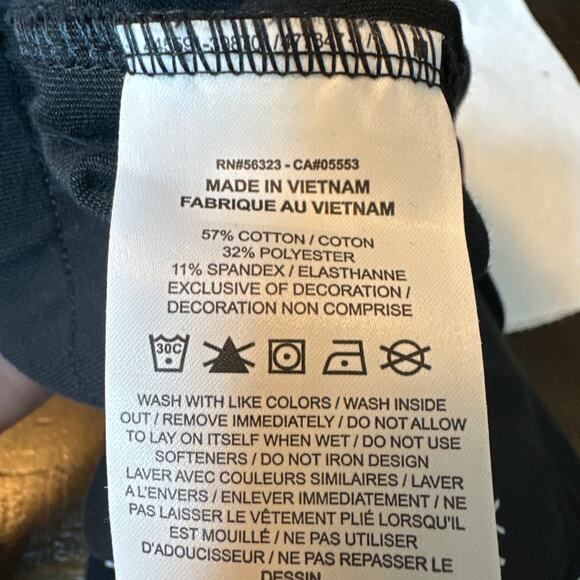 RN#56323 - CA#05553
MADE IN VIETNAM
FABRIQUE AU VIETNAM
57% COTTON / COTON
32% POLYESTER
11% SPANDEX / ELASTHANNE
EXCLUSIVE OF DECORATION /
DECORATION NON COMPRISE
30C
WASH WITH LIKE COLORS / WASH INSIDE
OUT / REMOVE IMMEDIATELY / DO NOT ALLOW
TO LAY ON ITSELF WHEN WET / DO NOT USE
SOFTENERS / DO NOT IRON DESIGN
LAVER AVEC COULEURS SIMILAIRES / LAVER
A L'ENVERS / ENLEVER IMMEDIATEMENT / NE
PAS LAISSER LE VÊTEMENT PLIÉ LORSQU'IL
EST MOUILLÉ / NE PAS UTILISER
D'ADOUCISSEUR / NE PAS REPASSER LE
DESSIN